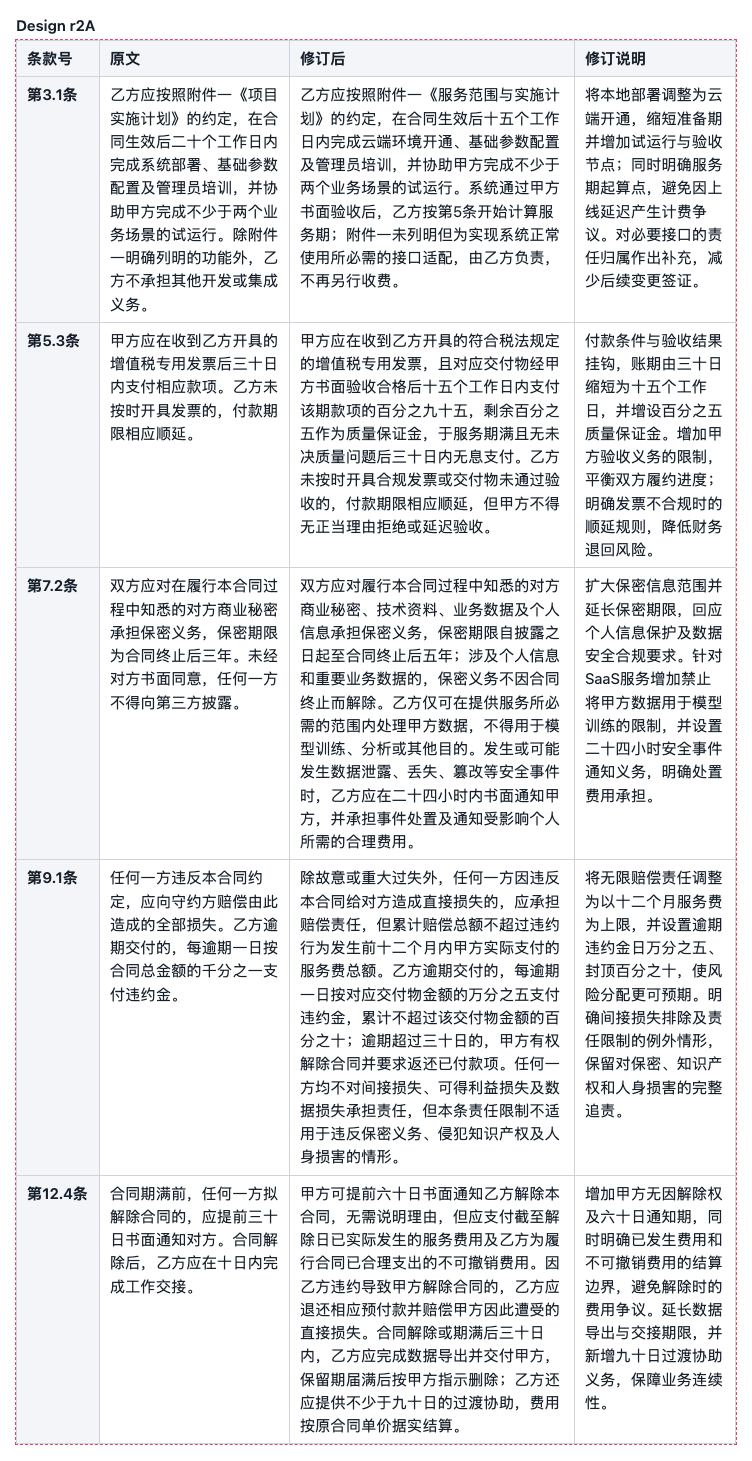 Design r2A
条款号
原文
修订后
修订说明
第3.1条
乙方应按照附件一《项目
实施计划》的约定，在合
同生效后二十个工作日内
完成系统部署、基础参数
配置及管理员培训，并协
助甲方完成不少于两个业
务场景的试运行。除附件
一明确列明的功能外，乙
方不承担其他开发或集成
义务。
乙方应按照附件一《服务范围与实施计
划》的约定，在合同生效后十五个工作
日内完成云端环境开通、基础参数配置
及管理员培训，并协助甲方完成不少于
两个业务场景的试运行。系统通过甲方
书面验收后，乙方按第5条开始计算服
务期；附件一未列明但为实现系统正常
使用所必需的接口适配，由乙方负责，
不再另行收费。
将本地部署调整为云
端开通，缩短准备期
并增加试运行与验收
节点；同时明确服务
期起算点，避免因上
线延迟产生计费争
议。对必要接口的责
任归属作出补充，减
少后续变更签证。
第5.3条
甲方应在收到乙方开具的
增值税专用发票后三十日
内支付相应款项。乙方未
按时开具发票的，付款期
限相应顺延。
甲方应在收到乙方开具的符合税法规定
的增值税专用发票，且对应交付物经甲
方书面验收合格后十五个工作日内支付
该期款项的百分之九十五，剩余百分之
五作为质量保证金，于服务期满且无未
决质量问题后三十日内无息支付。乙方
未按时开具合规发票或交付物未通过验
收的，付款期限相应顺延，但甲方不得
无正当理由拒绝或延迟验收。
付款条件与验收结果
挂钩，账期由三十日
缩短为十五个工作
日，并增设百分之五
质量保证金。增加甲
方验收义务的限制，
平衡双方履约进度；
明确发票不合规时的
顺延规则，降低财务
退回风险。
第7.2条
双方应对在履行本合同过
程中知悉的对方商业秘密
承担保密义务，保密期限
为合同终止后三年。未经
对方书面同意，任何一方
不得向第三方披露。
双方应对履行本合同过程中知悉的对方
商业秘密、技术资料、业务数据及个人
信息承担保密义务，保密期限自披露之
日起至合同终止后五年；涉及个人信息
和重要业务数据的，保密义务不因合同
终止而解除。乙方仅可在提供服务所必
需的范围内处理甲方数据，不得用于模
型训练、分析或其他目的。发生或可能
发生数据泄露、丢失、篡改等安全事件
时，乙方应在二十四小时内书面通知甲
方，并承担事件处置及通知受影响个人
所需的合理费用。
扩大保密信息范围并
延长保密期限，回应
个人信息保护及数据
安全合规要求。针对
SaaS服务增加禁止
将甲方数据用于模型
训练的限制，并设置
二十四小时安全事件
通知义务，明确处置
费用承担。
第9.1条
任何一方违反本合同约
定，应向守约方赔偿由此
造成的全部损失。乙方逾
期交付的，每逾期一日按
合同总金额的千分之一支
付违约金。
除故意或重大过失外，任何一方因违反
本合同给对方造成直接损失的，应承担
赔偿责任，但累计赔偿总额不超过违约
行为发生前十二个月内甲方实际支付的
服务费总额。乙方逾期交付的，每逾期
一日按对应交付物金额的万分之五支付
违约金，累计不超过该交付物金额的百
分之十；逾期超过三十日的，甲方有权
解除合同并要求返还已付款项。任何一
方均不对间接损失、可得利益损失及数
据损失承担责任，但本条责任限制不适
用于违反保密义务、侵犯知识产权及人
身损害的情形。
将无限赔偿责任调整
为以十二个月服务费
为上限，并设置逾期
违约金日万分之五、
封顶百分之十，使风
险分配更可预期。明
确间接损失排除及责
任限制的例外情形，
保留对保密、知识产
权和人身损害的完整
追责。
第12.4条
合同期满前，任何一方拟
解除合同的，应提前三十
日书面通知对方。合同解
除后，乙方应在十日内完
成工作交接。
甲方可提前六十日书面通知乙方解除本
合同，无需说明理由，但应支付截至解
除日已实际发生的服务费用及乙方为履
行合同已合理支出的不可撤销费用。因
乙方违约导致甲方解除合同的，乙方应
退还相应预付款并赔偿甲方因此遭受的
直接损失。合同解除或期满后三十日
内，乙方应完成数据导出并交付甲方，
保留期届满后按甲方指示删除；乙方还
应提供不少于九十日的过渡协助，费用
按原合同单价据实结算。
增加甲方无因解除权
及六十日通知期，同
时明确已发生费用和
不可撤销费用的结算
边界，避免解除时的
费用争议。延长数据
导出与交接期限，并
新增九十日过渡协助
义务，保障业务连续
性。